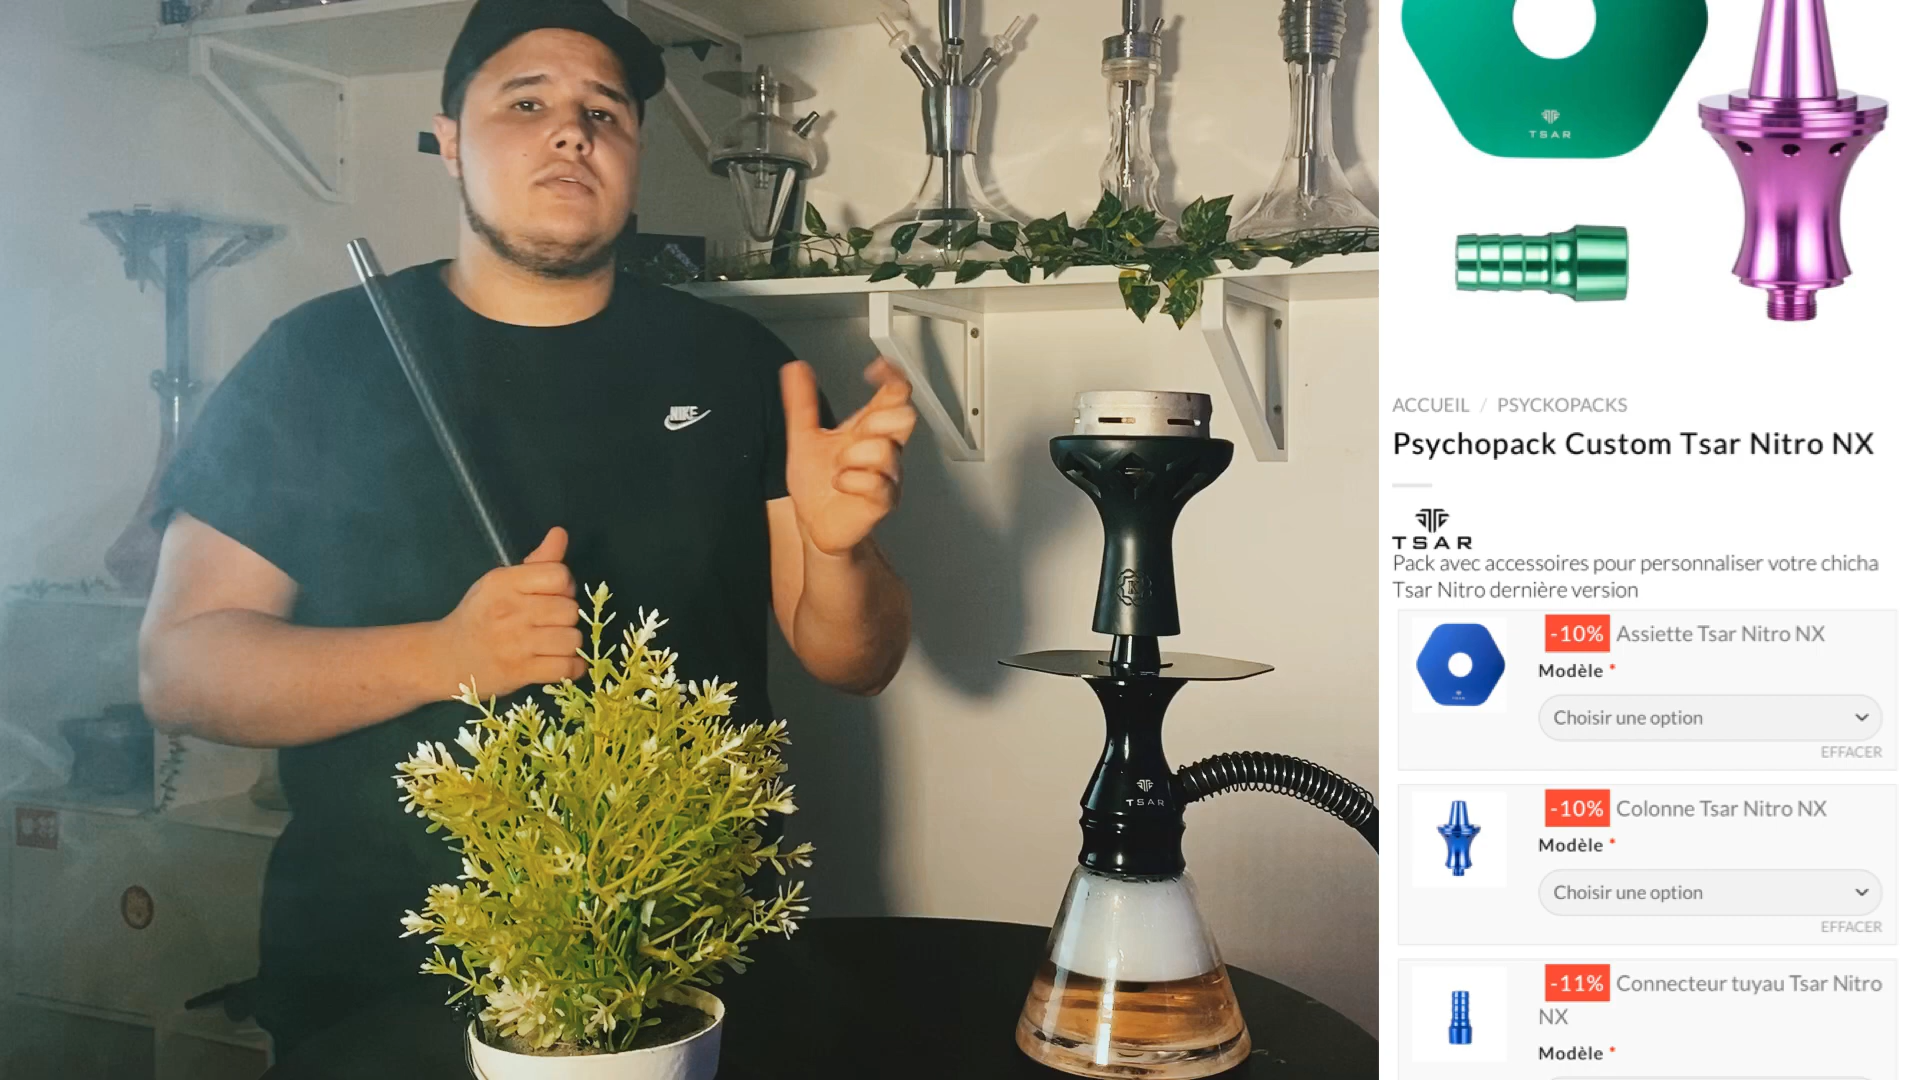 NIKE
TSAR
K
TSAR
ACCUEIL / PSYCKOPACKS
Psychopack Custom Tsar Nitro NX
TSAR
Pack avec accessoires pour personnaliser votre chicha
Tsar Nitro dernière version
-10% Assiette Tsar Nitro NX
Modèle *
Choisir une option
EFFACER
-10% Colonne Tsar Nitro NX
Modèle *
Choisir une option
EFFACER
-11% Connecteur tuyau Tsar Nitro
NX
Modèle *